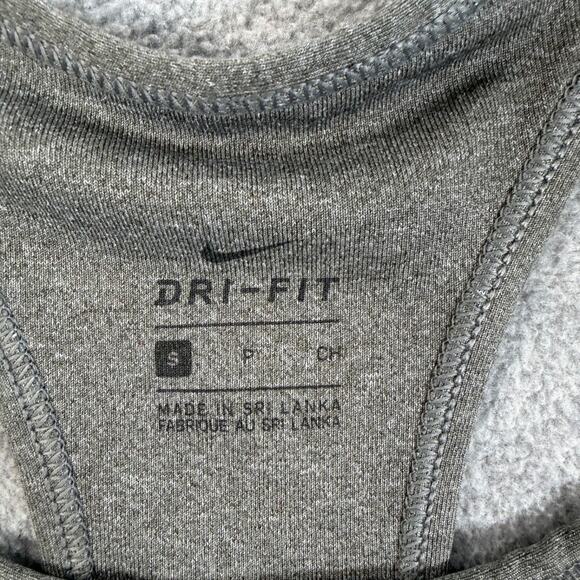 DRI-FIT
S P CH
MADE IN SRI LANKA
FABRIQUE AU SRI LANKA